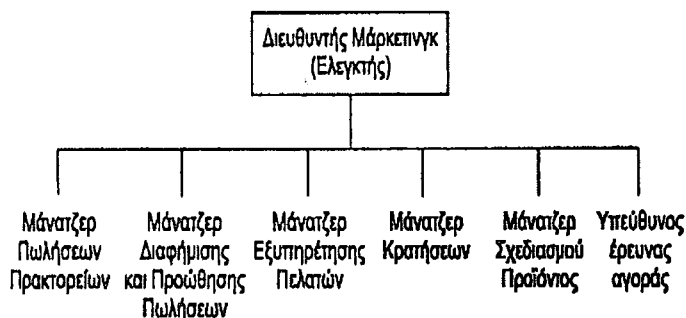 Διευθυντής Μάρκετινγκ
(Ελεγκτής)
Μάνατζερ
Πωλήσεων
Πρακτορείων
Μάνατζερ
Διαφήμισης
και Προώθησης
Πωλήσεων
Μάνατζερ
Εξυπηρέτησης
Πελατών
Μάνατζερ
Κρατήσεων
Μάνατζερ
Σχεδιασμού
Προϊόντος
Υπεύθυνος
έρευνας
αγοράς